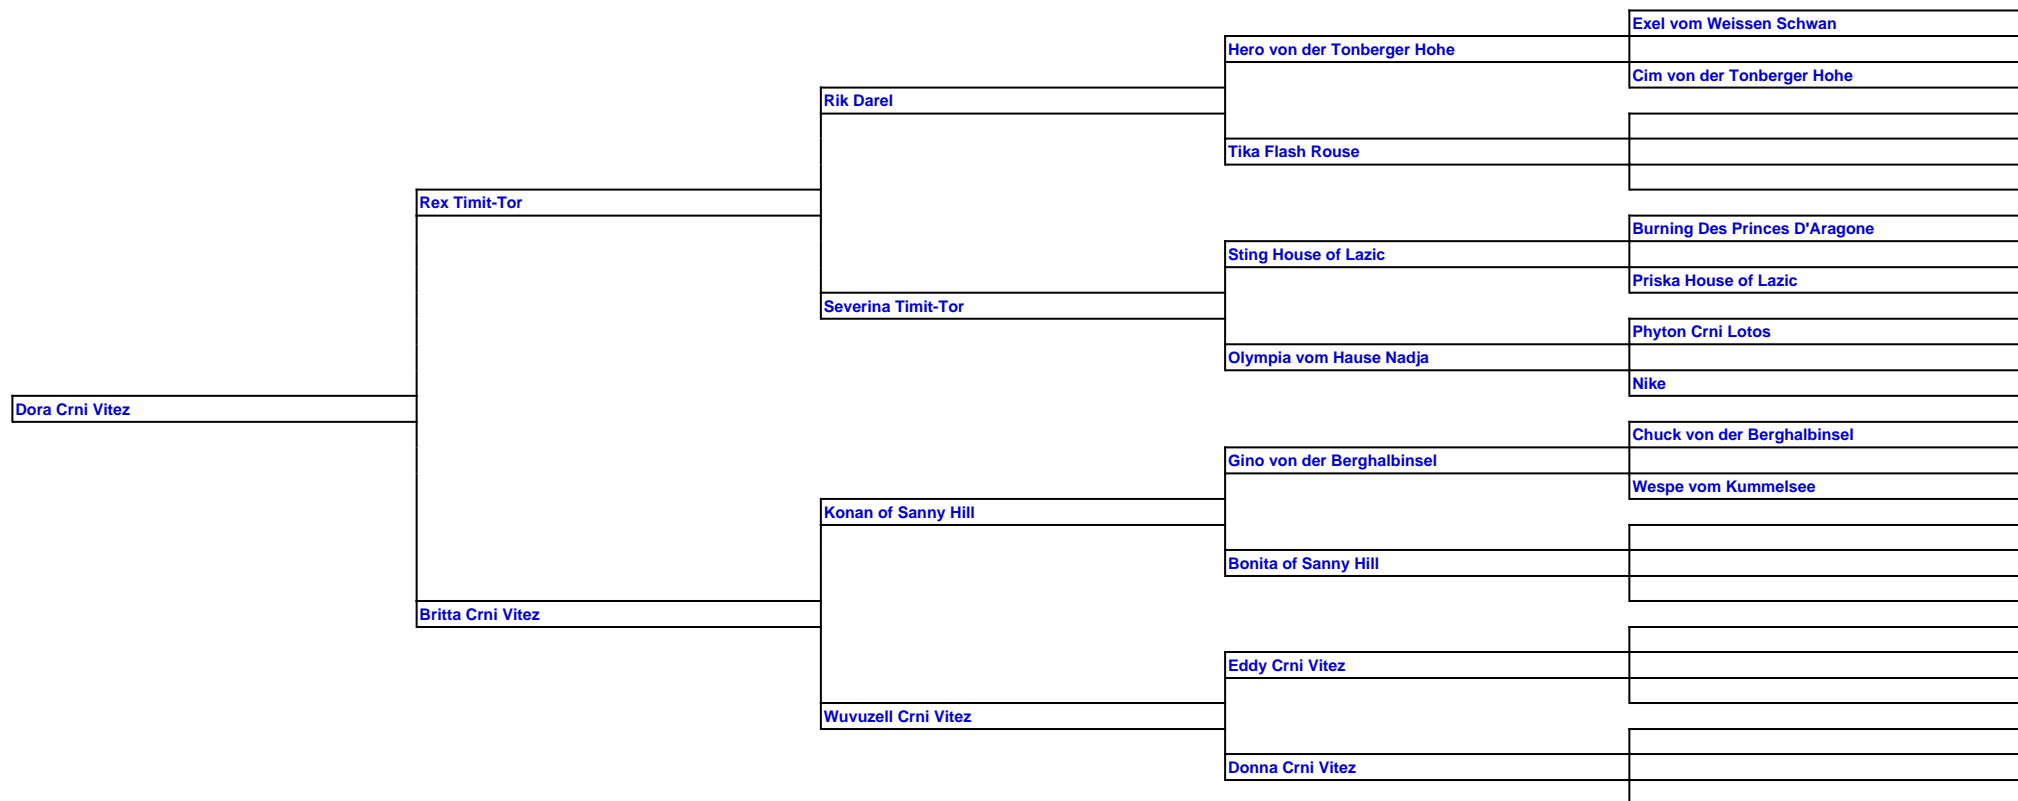 Exel vom Weissen Schwan
Hero von der Tonberger Hohe
Cim von der Tonberger Hohe
Rik Darel
Tika Flash Rouse
Rex Timit-Tor
Burning Des Princes D'Aragone
Sting House of Lazic
Priska House of Lazic
Severina Timit-Tor
Phyton Crni Lotos
Olympia vom Hause Nadja
Nike
Dora Crni Vitez
Chuck von der Berghalbinsel
Gino von der Berghalbinsel
Wespe vom Kummelsee
Konan of Sanny Hill
Bonita of Sanny Hill
Britta Crni Vitez
Eddy Crni Vitez
Wuvuzell Crni Vitez
Donna Crni Vitez